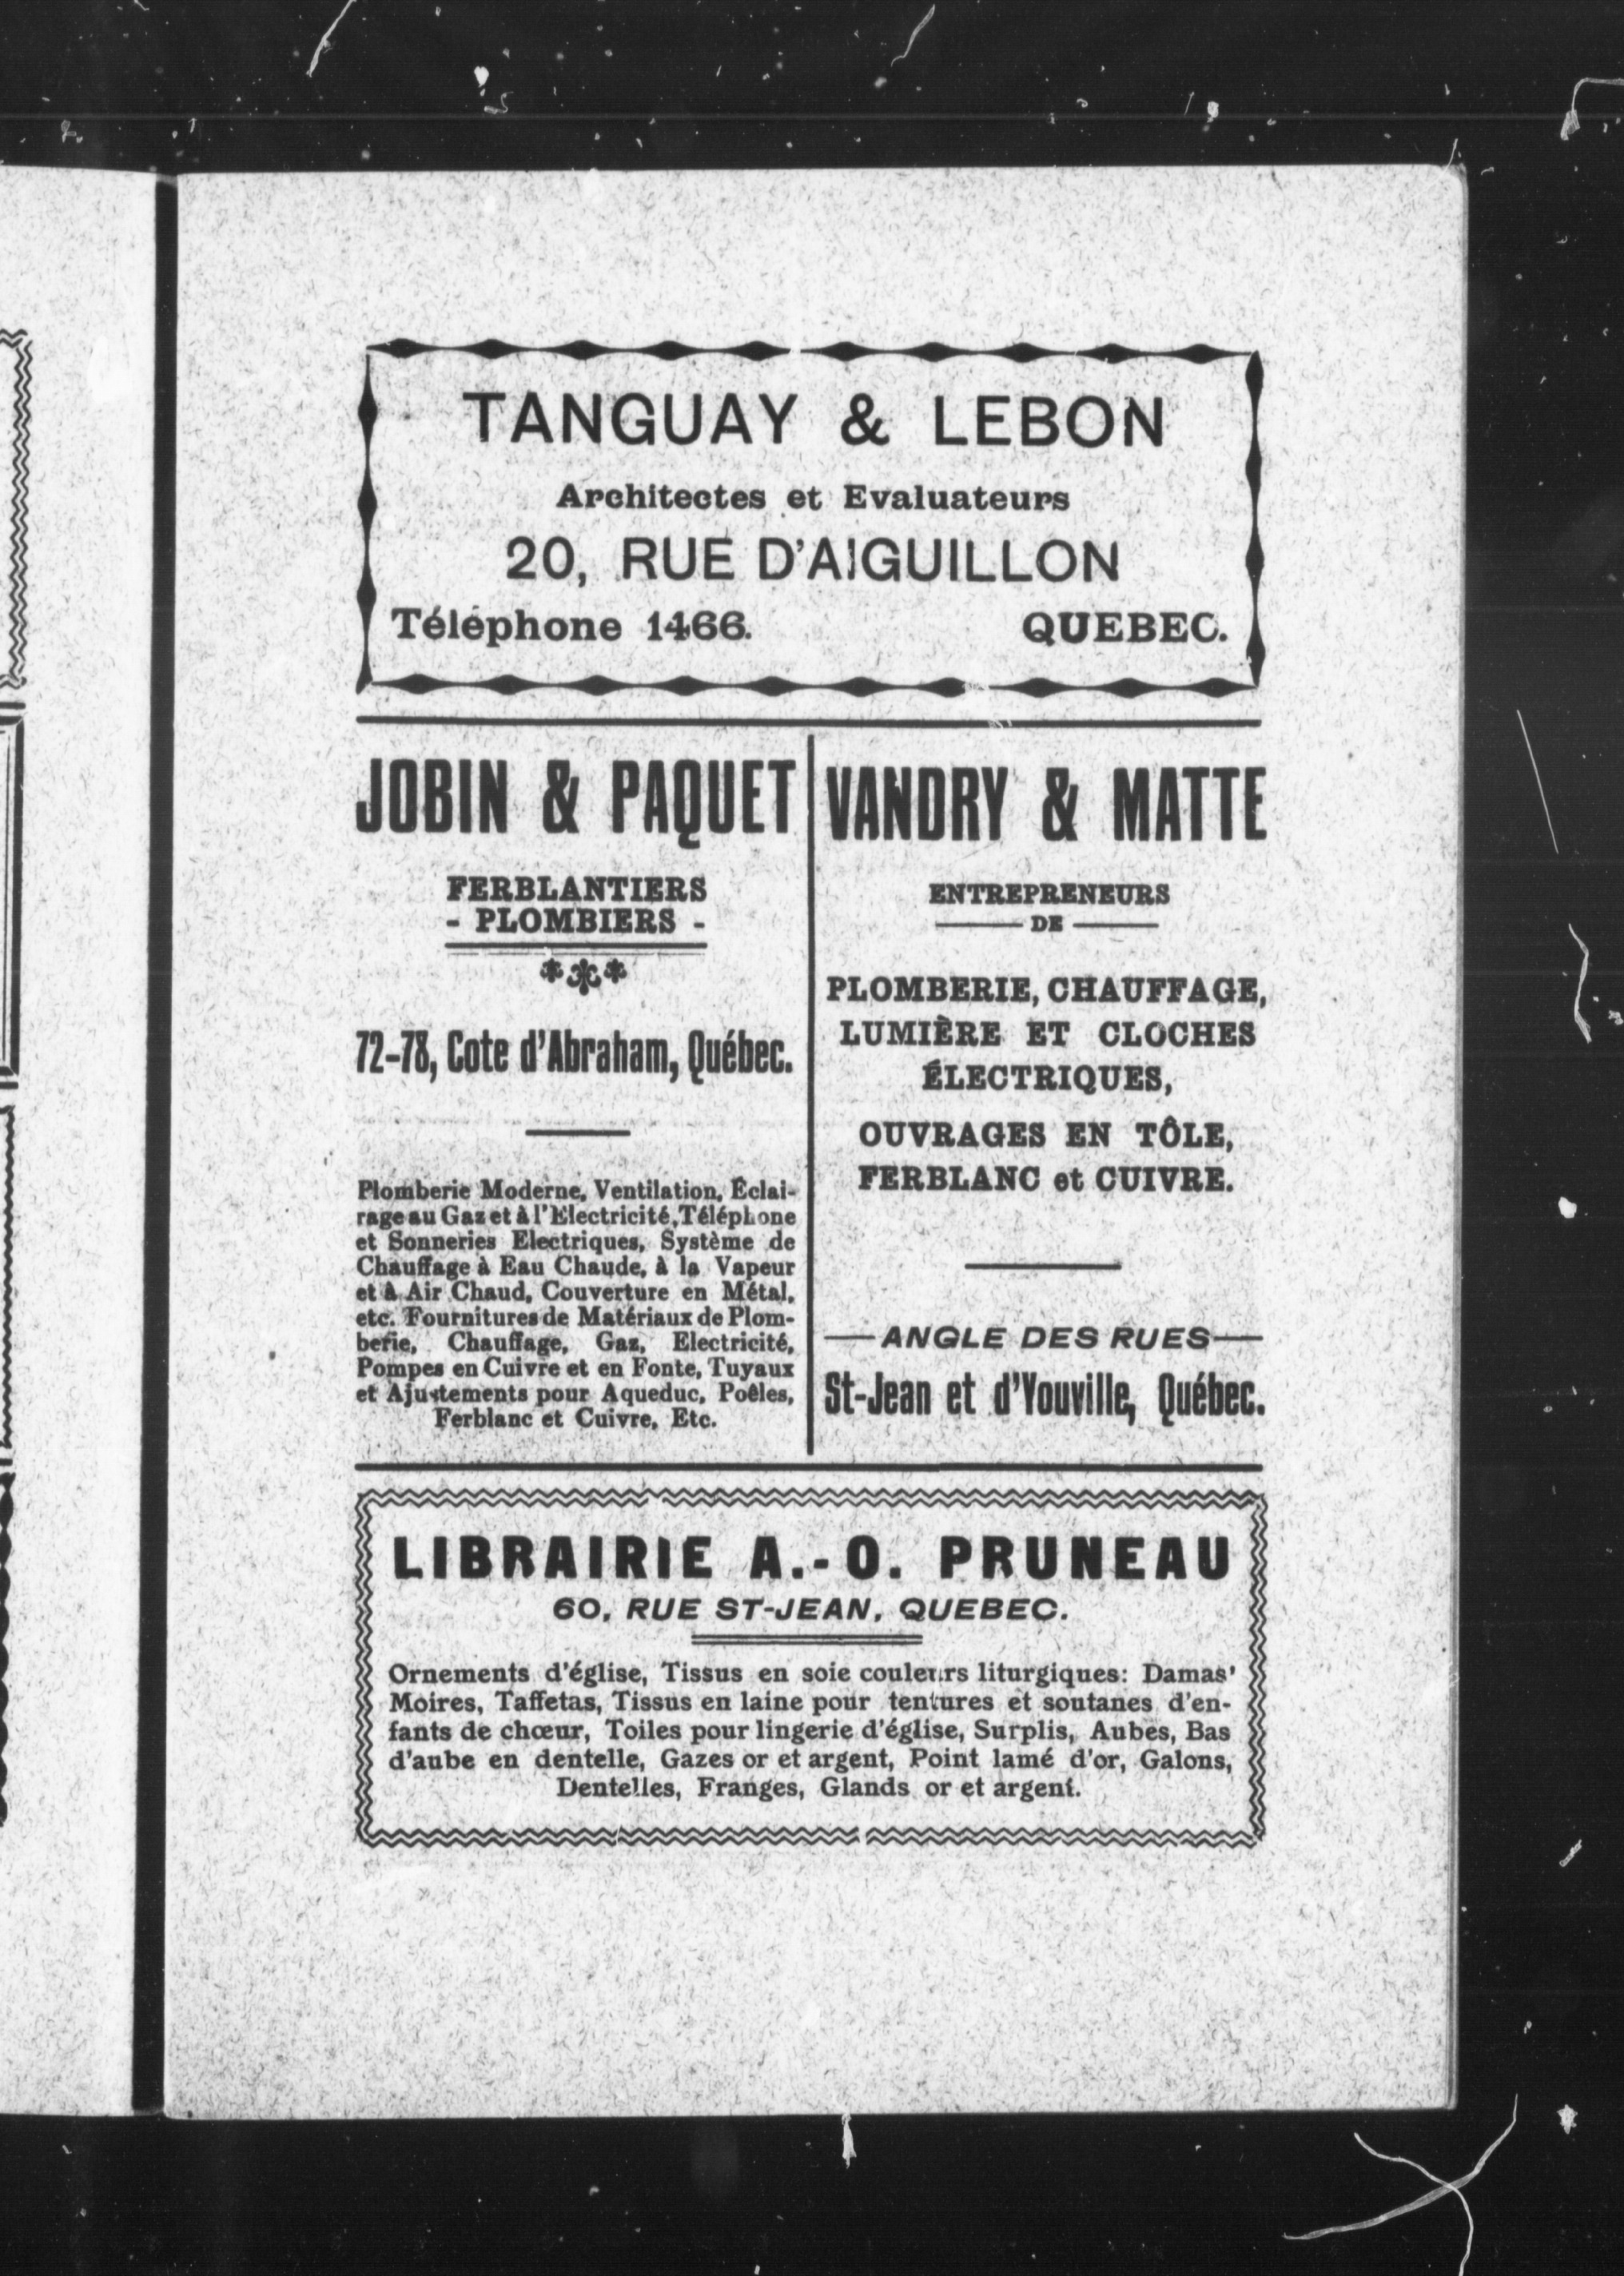 TANGUAY & LEBON
Architectes et Evaluateurs
20, RUE D'AIGUILLON
Téléphone 1466. QUEBEC.
JOBIN & PAQUET
FERBLANTIERS
- PLOMBIERS -
72-78, Cote d'Abraham, Québec.
Plomberie Moderne, Ventilation, Éclai-
rage au Gaz et à l'Electricité, Téléphone
et Sonneries Electriques, Système de
Chauffage à Eau Chaude, à la Vapeur
et à Air Chaud, Couverture en Métal,
etc. Fournitures de Matériaux de Plom-
berie, Chauffage, Gaz, Electricité,
Pompes en Cuivre et en Fonte, Tuyaux
et Ajustements pour Aqueduc, Poêles,
Ferblanc et Cuivre, Etc.
VANDRY & MATTE
ENTREPRENEURS
DE
PLOMBERIE, CHAUFFAGE,
LUMIÈRE ET CLOCHES
ÉLECTRIQUES,
OUVRAGES EN TÔLE,
FERBLANC et CUIVRE.
ANGLE DES RUES
St-Jean et d'Youville, Québec.
LIBRAIRIE A.-O. PRUNEAU
60, RUE ST-JEAN, QUEBEC.
Ornements d'église, Tissus en soie couleurs liturgiques: Damas'
Moires, Taffetas, Tissus en laine pour tentures et soutanes d'en-
fants de chœur, Toiles pour lingerie d'église, Surplis, Aubes, Bas
d'aube en dentelle, Gazes or et argent, Point lamé d'or, Galons,
Dentelles, Franges, Glands or et argent.